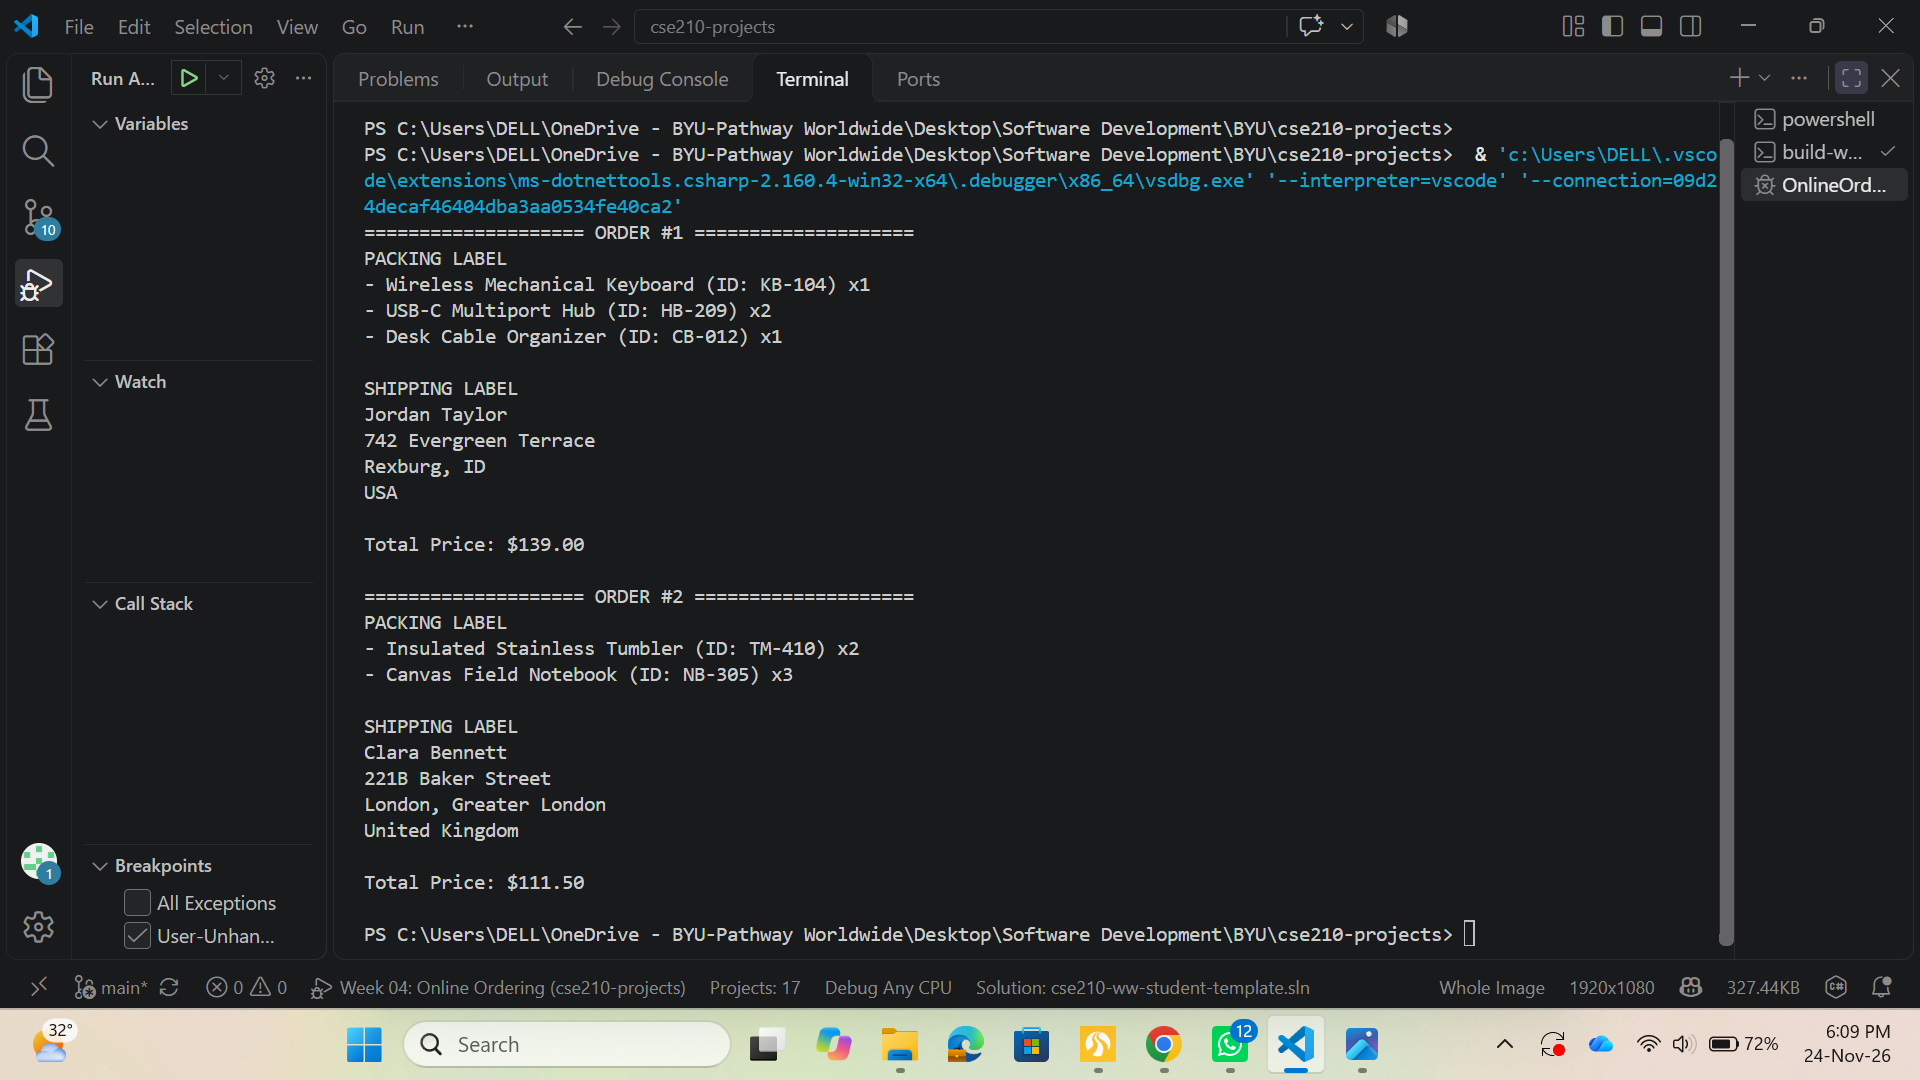 File Edit Selection View Go Run ··· cse210-projects
Run A... Problems Output Debug Console Terminal Ports
Variables
Watch
Call Stack
Breakpoints
All Exceptions
User-Unhan...
10
1
PS C:\Users\DELL\OneDrive - BYU-Pathway Worldwide\Desktop\Software Development\BYU\cse210-projects>
PS C:\Users\DELL\OneDrive - BYU-Pathway Worldwide\Desktop\Software Development\BYU\cse210-projects>  & 'c:\Users\DELL\.vsco
de\extensions\ms-dotnettools.csharp-2.160.4-win32-x64\.debugger\x86_64\vsdbg.exe' '--interpreter=vscode' '--connection=09d2
4decaf46404dba3aa0534fe40ca2'
==================== ORDER #1 ====================
PACKING LABEL
- Wireless Mechanical Keyboard (ID: KB-104) x1
- USB-C Multiport Hub (ID: HB-209) x2
- Desk Cable Organizer (ID: CB-012) x1
SHIPPING LABEL
Jordan Taylor
742 Evergreen Terrace
Rexburg, ID
USA
Total Price: $139.00
==================== ORDER #2 ====================
PACKING LABEL
- Insulated Stainless Tumbler (ID: TM-410) x2
- Canvas Field Notebook (ID: NB-305) x3
SHIPPING LABEL
Clara Bennett
221B Baker Street
London, Greater London
United Kingdom
Total Price: $111.50
PS C:\Users\DELL\OneDrive - BYU-Pathway Worldwide\Desktop\Software Development\BYU\cse210-projects>
powershell
build-w...
OnlineOrd...
main* 0 0 Week 04: Online Ordering (cse210-projects) Projects: 17 Debug Any CPU Solution: cse210-ww-student-template.sln Whole Image 1920x1080 327.44KB
32° Search 12 72% 6:09 PM
24-Nov-26